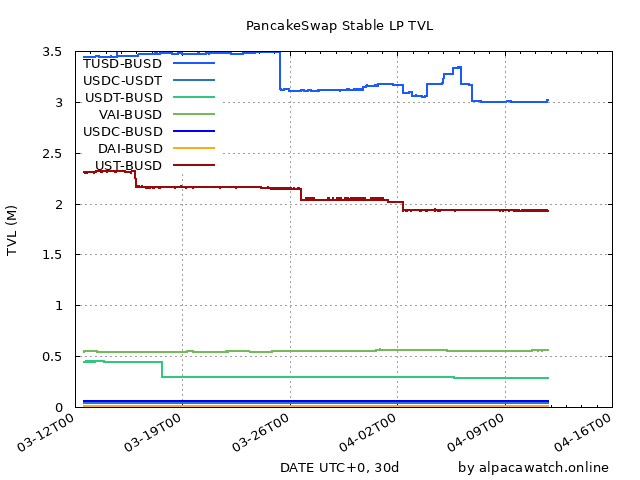 PancakeSwap Stable LP TVL
3.5
3
2.5
2
1.5
1
0.5
0
TVL (M)
TUSD-BUSD
USDC-USDT
USDT-BUSD
VAI-BUSD
USDC-BUSD
DAI-BUSD
UST-BUSD
03-12T00
03-19T00
03-26T00
04-02T00
04-09T00
04-16T00
DATE UTC+0, 30d
by alpacawatch.online